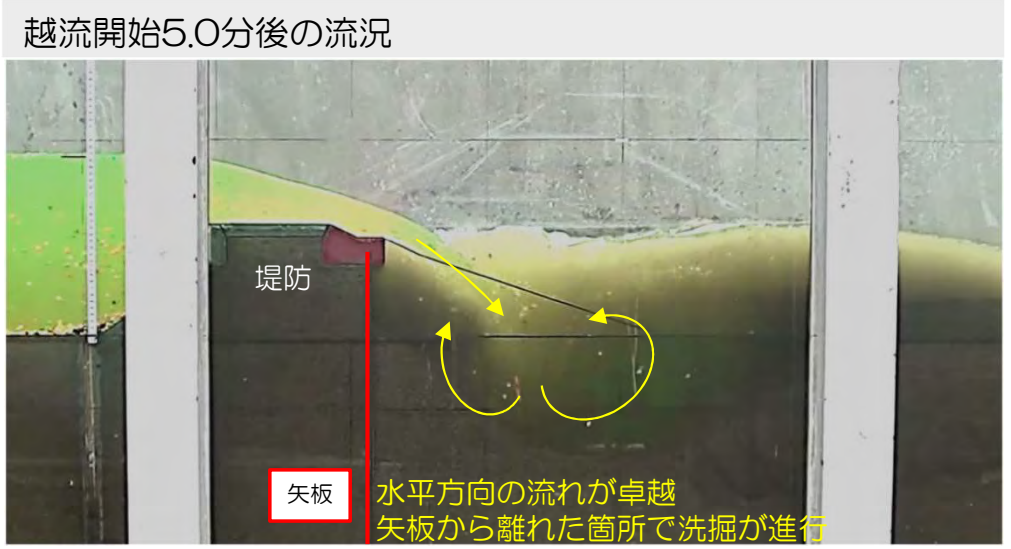 越流開始5.0分後の流況
堤防
矢板
水平方向の流れが卓越
矢板から離れた箇所で洗掘が進行